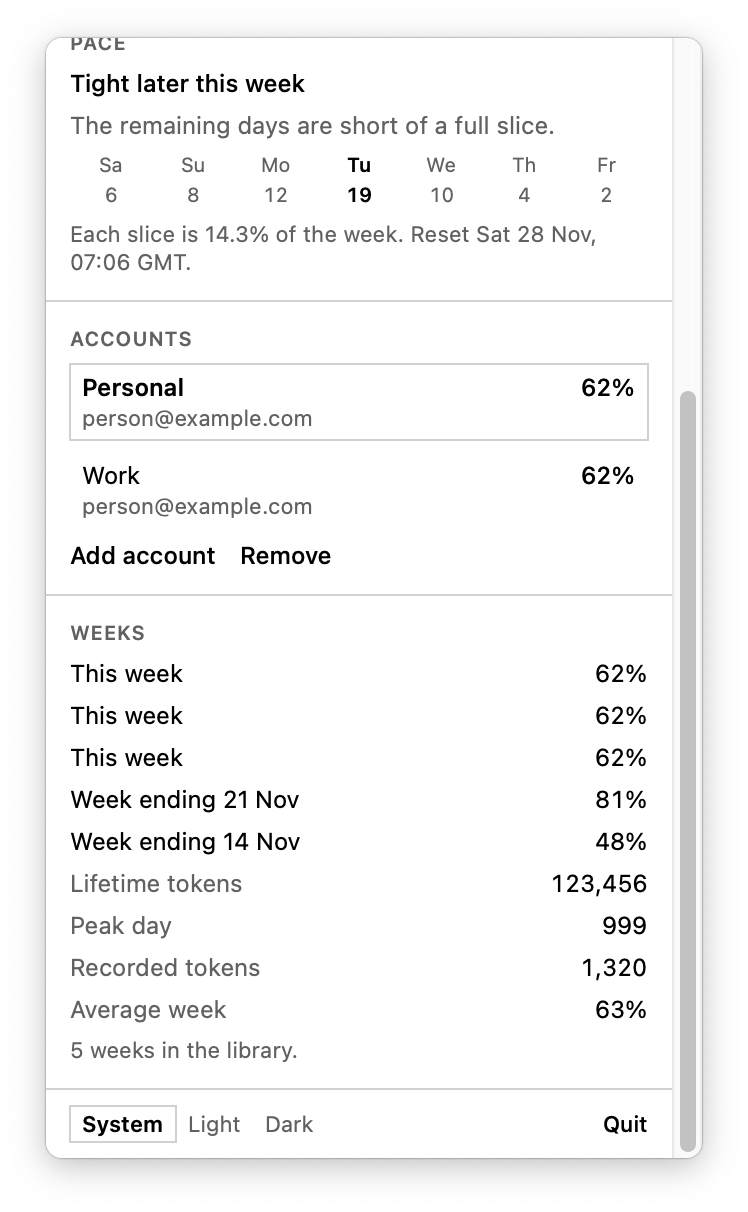 PACE
Tight later this week
The remaining days are short of a full slice.
Sa Su Mo Tu We Th Fr
6 8 12 19 10 4 2
Each slice is 14.3% of the week. Reset Sat 28 Nov,
07:06 GMT.
ACCOUNTS
Personal 62%
person@example.com
Work 62%
person@example.com
Add account Remove
WEEKS
This week 62%
This week 62%
This week 62%
Week ending 21 Nov 81%
Week ending 14 Nov 48%
Lifetime tokens 123,456
Peak day 999
Recorded tokens 1,320
Average week 63%
5 weeks in the library.
System Light Dark Quit